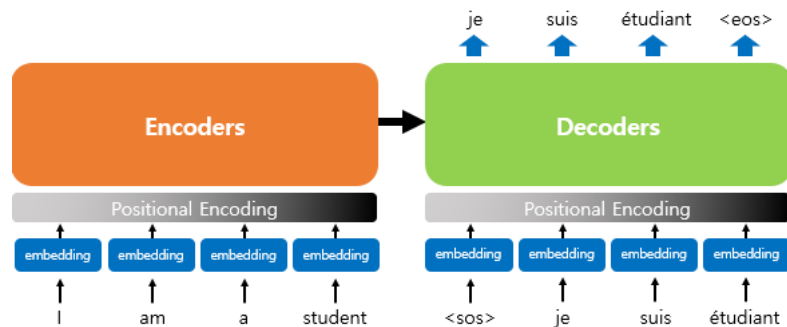 je suis étudiant <eos>
Encoders Decoders
Positional Encoding Positional Encoding
embedding embedding embedding embedding embedding embedding embedding embedding
I am a student <sos> je suis étudiant